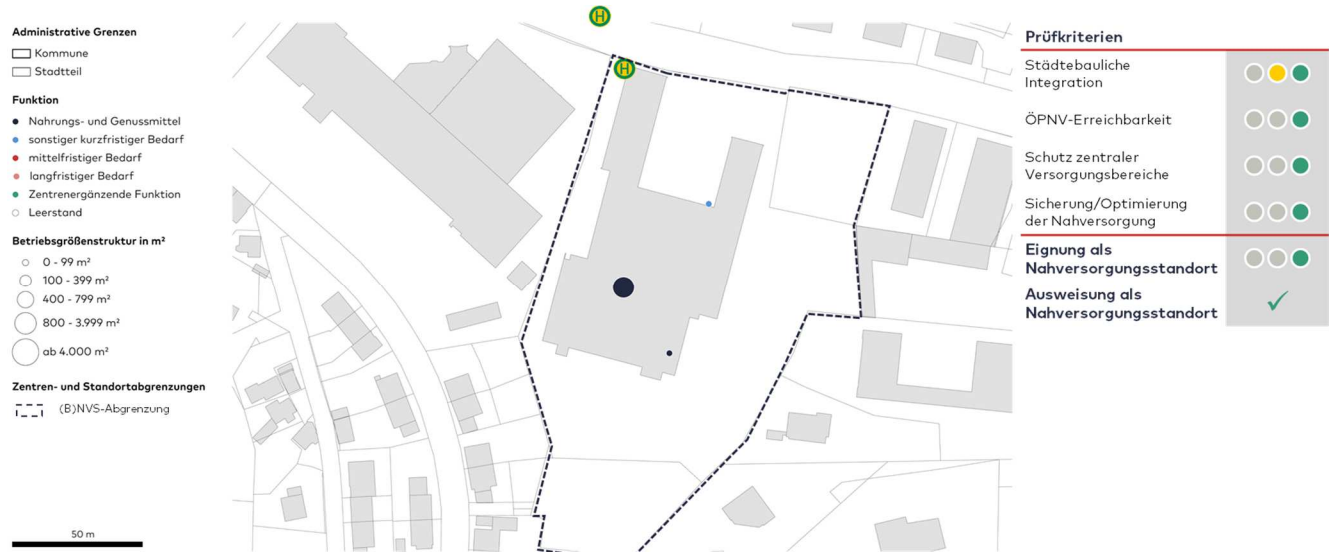 Administrative Grenzen
Kommune
Stadtteil
Funktion
Nahrungs- und Genussmittel
sonstiger kurzfristiger Bedarf
mittelfristiger Bedarf
langfristiger Bedarf
Zentrenergänzende Funktion
Leerstand
Betriebsgrößenstruktur in m²
0 - 99 m²
100 - 399 m²
400 - 799 m²
800 - 3.999 m²
ab 4.000 m²
Zentren- und Standortabgrenzungen
(B)NVS-Abgrenzung
50 m
H
H
Prüfkriterien
Städtebauliche
Integration
ÖPNV-Erreichbarkeit
Schutz zentraler
Versorgungsbereiche
Sicherung/Optimierung
der Nahversorgung
Eignung als
Nahversorgungsstandort
Ausweisung als
Nahversorgungsstandort